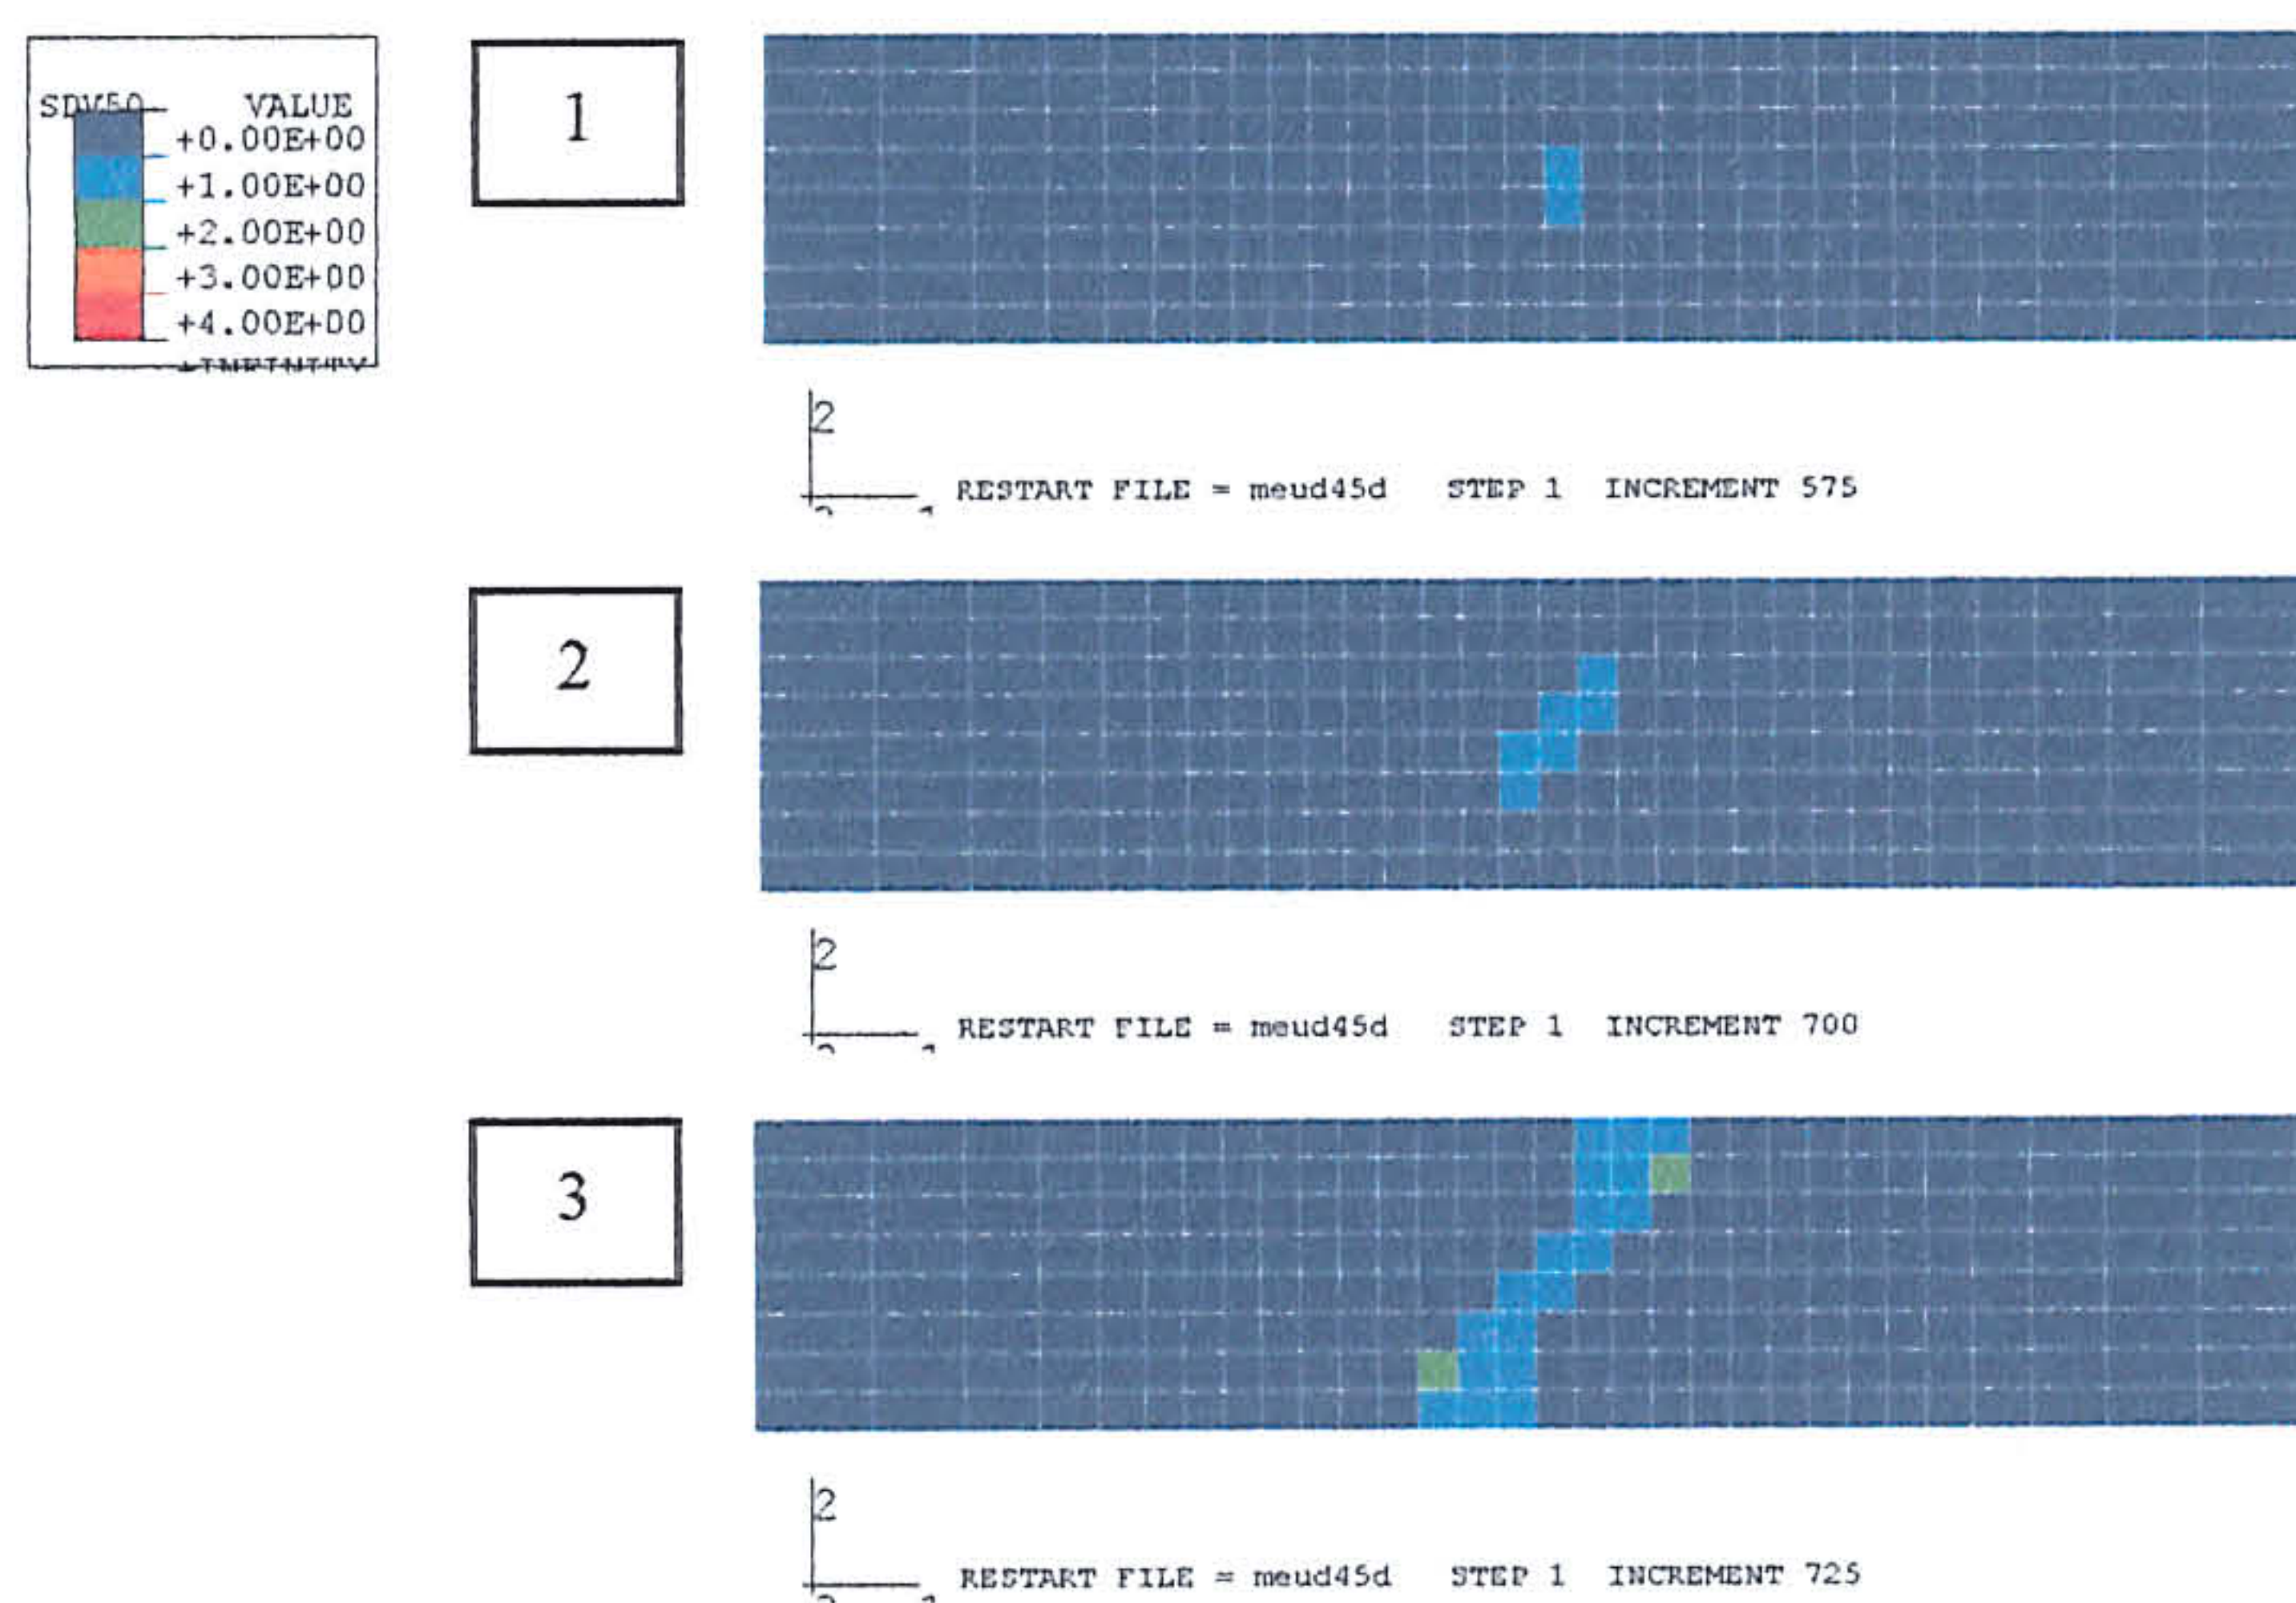 SDV50 VALUE
+0.00E+00
+1.00E+00
+2.00E+00
+3.00E+00
+4.00E+00
+INFINITY
1
2
RESTART FILE = meud45d STEP 1 INCREMENT 575
2
2
RESTART FILE = meud45d STEP 1 INCREMENT 700
3
2
RESTART FILE = meud45d STEP 1 INCREMENT 725